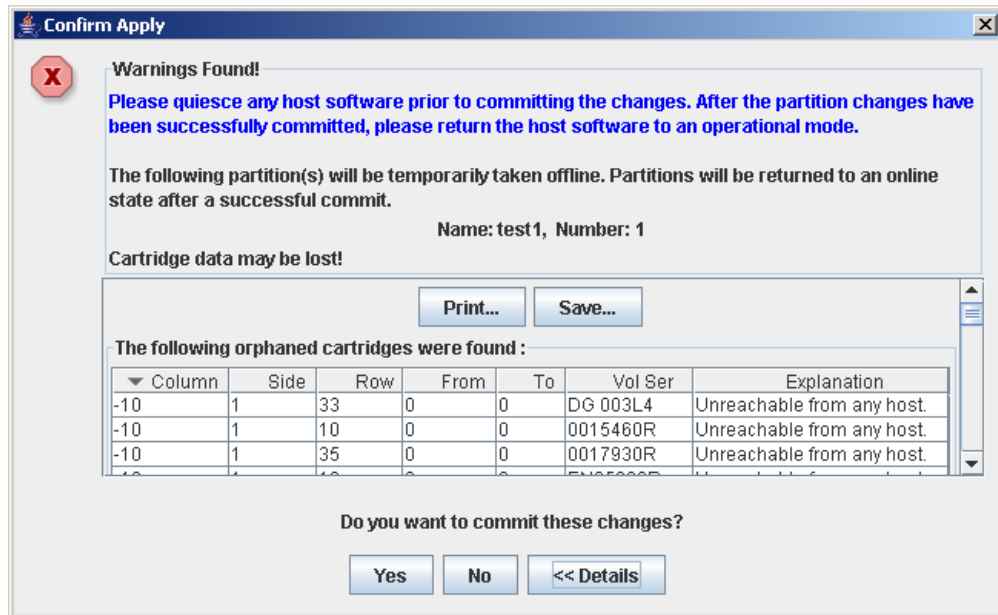 Confirm Apply
Warnings Found!
Please quiesce any host software prior to committing the changes. After the partition changes have
been successfully committed, please return the host software to an operational mode.
The following partition(s) will be temporarily taken offline. Partitions will be returned to an online
state after a successful commit.
Name: test1, Number: 1
Cartridge data may be lost!
Print... Save...
The following orphaned cartridges were found :
Column Side Row From To Vol Ser Explanation
-10 1 33 0 0 DG 003L4 Unreachable from any host.
-10 1 10 0 0 0015460R Unreachable from any host.
-10 1 35 0 0 0017930R Unreachable from any host.
Do you want to commit these changes?
Yes No << Details